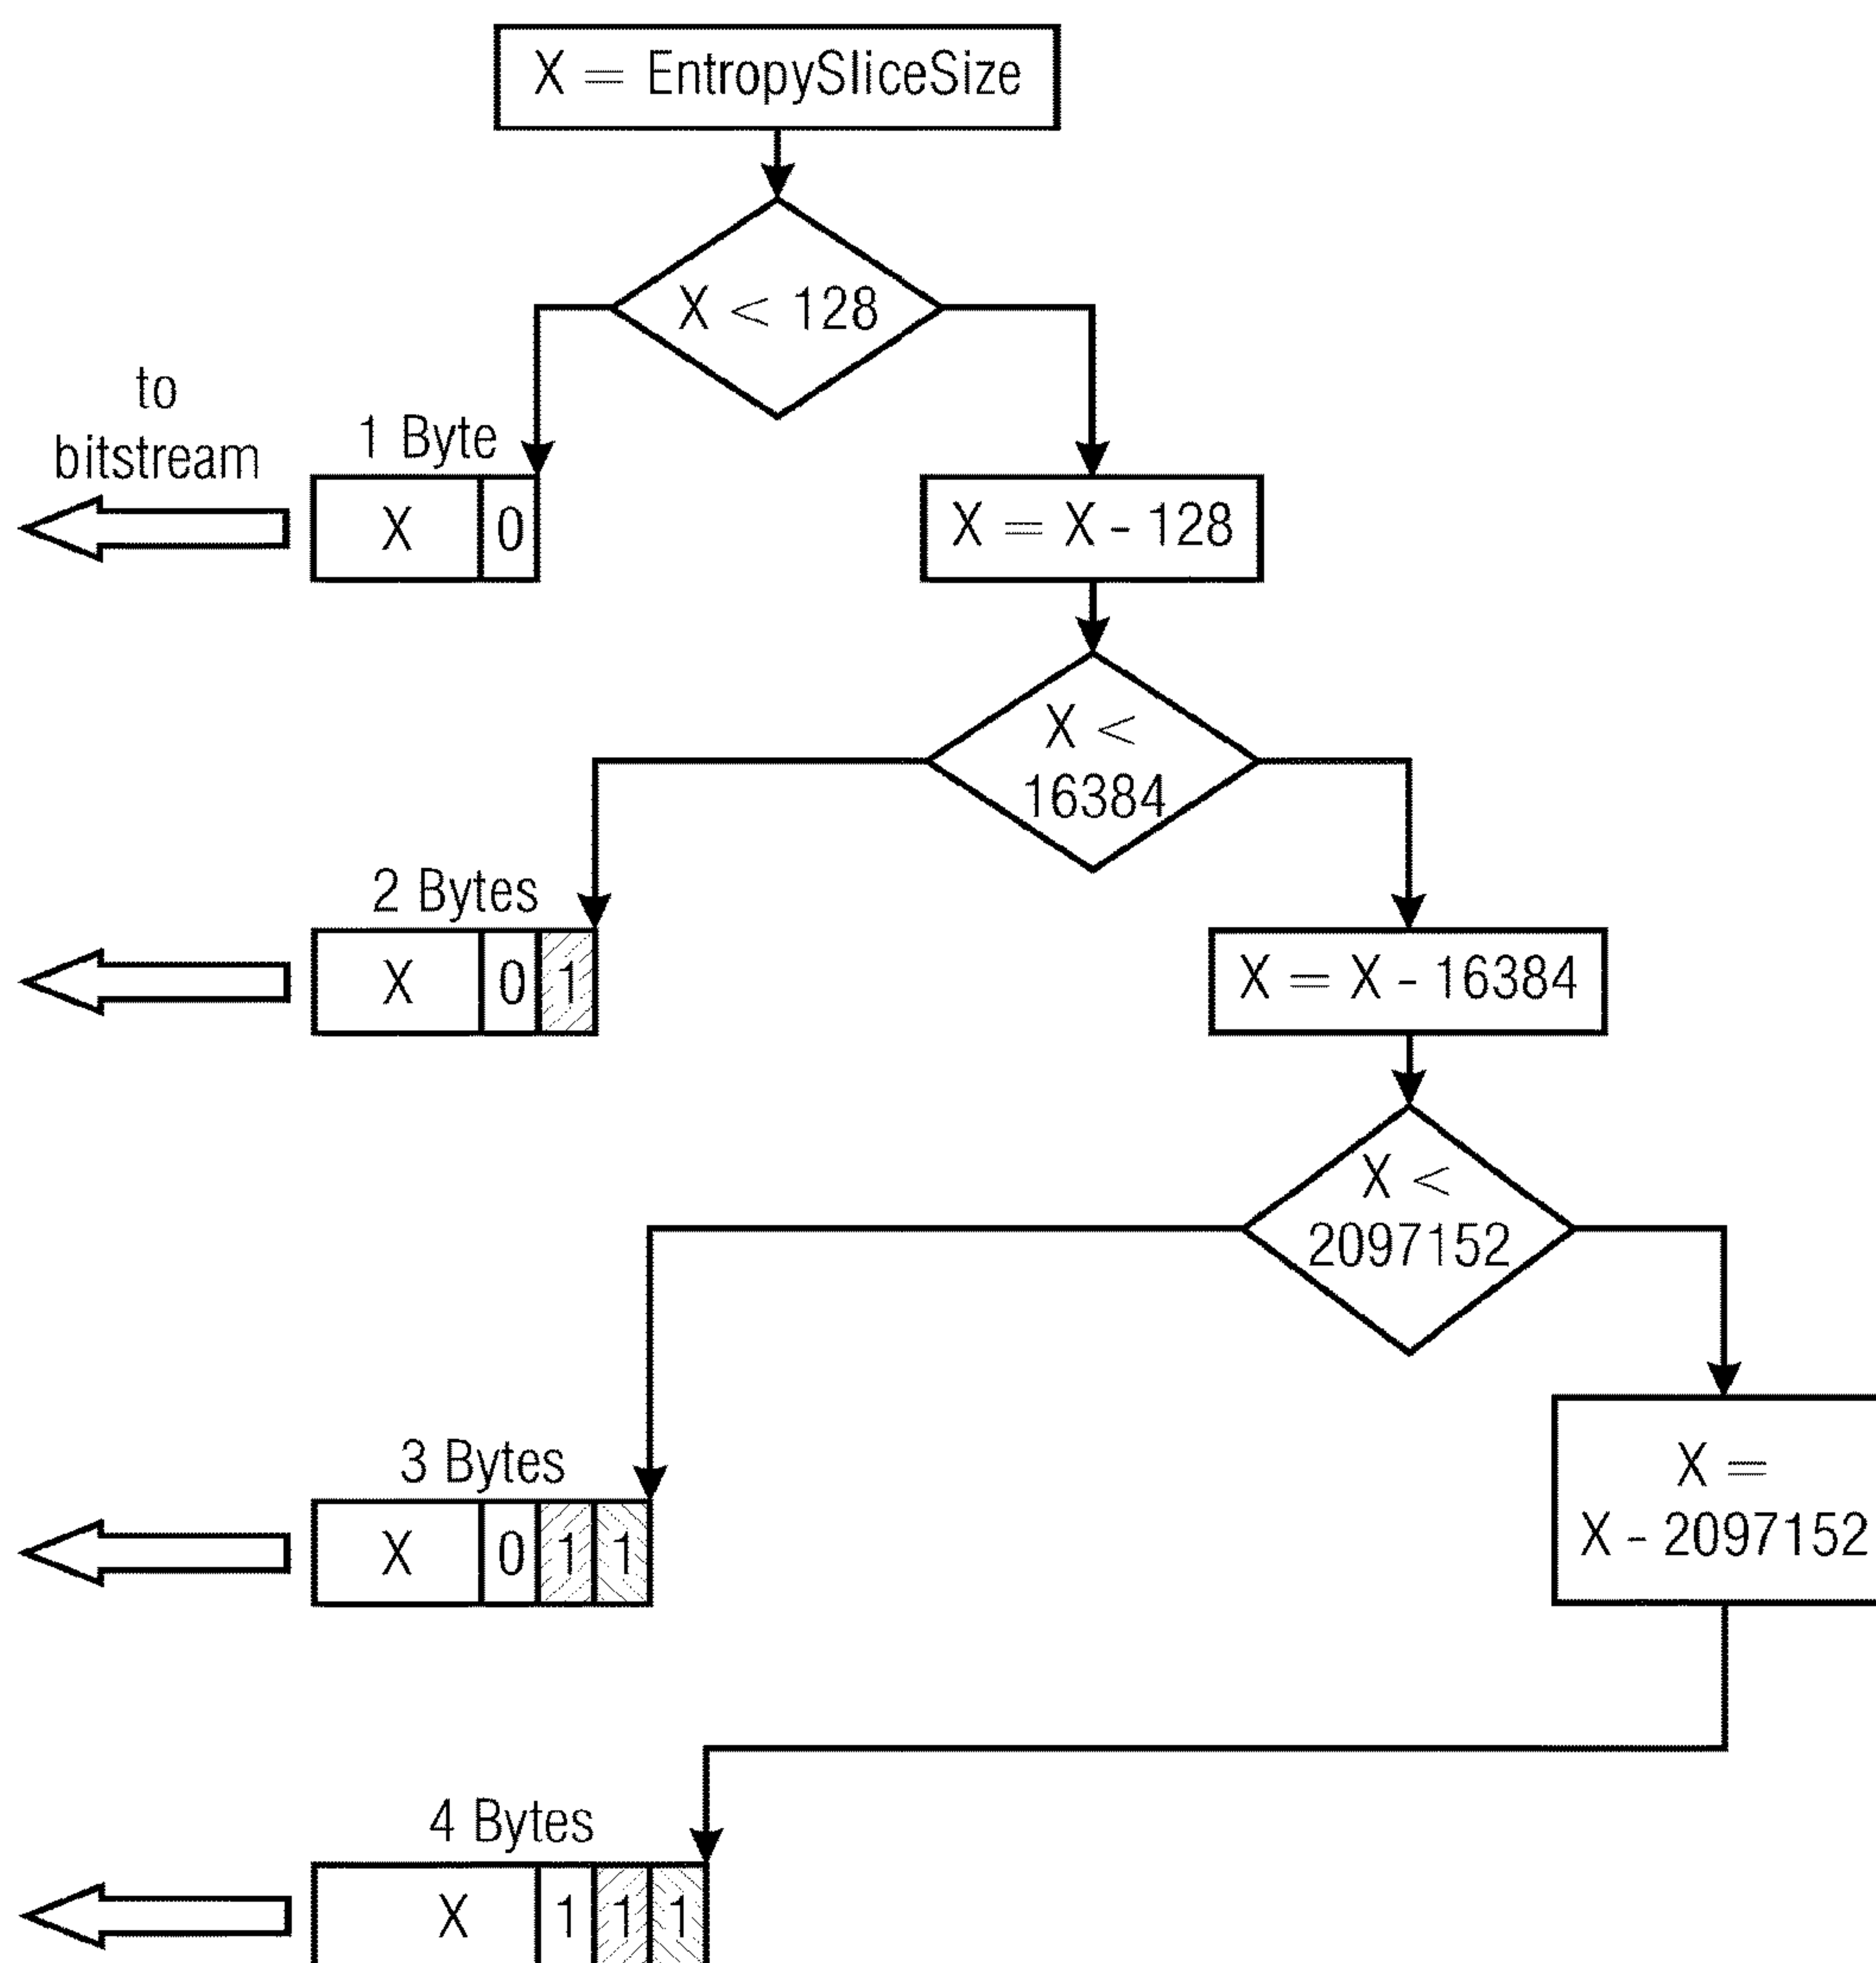 X = EntropySliceSize
X < 128
to
bitstream
1 Byte
X 0
X = X - 128
X <
16384
2 Bytes
X 0 1
X = X - 16384
X <
2097152
3 Bytes
X 0 1 1
X =
X - 2097152
4 Bytes
X 1 1 1